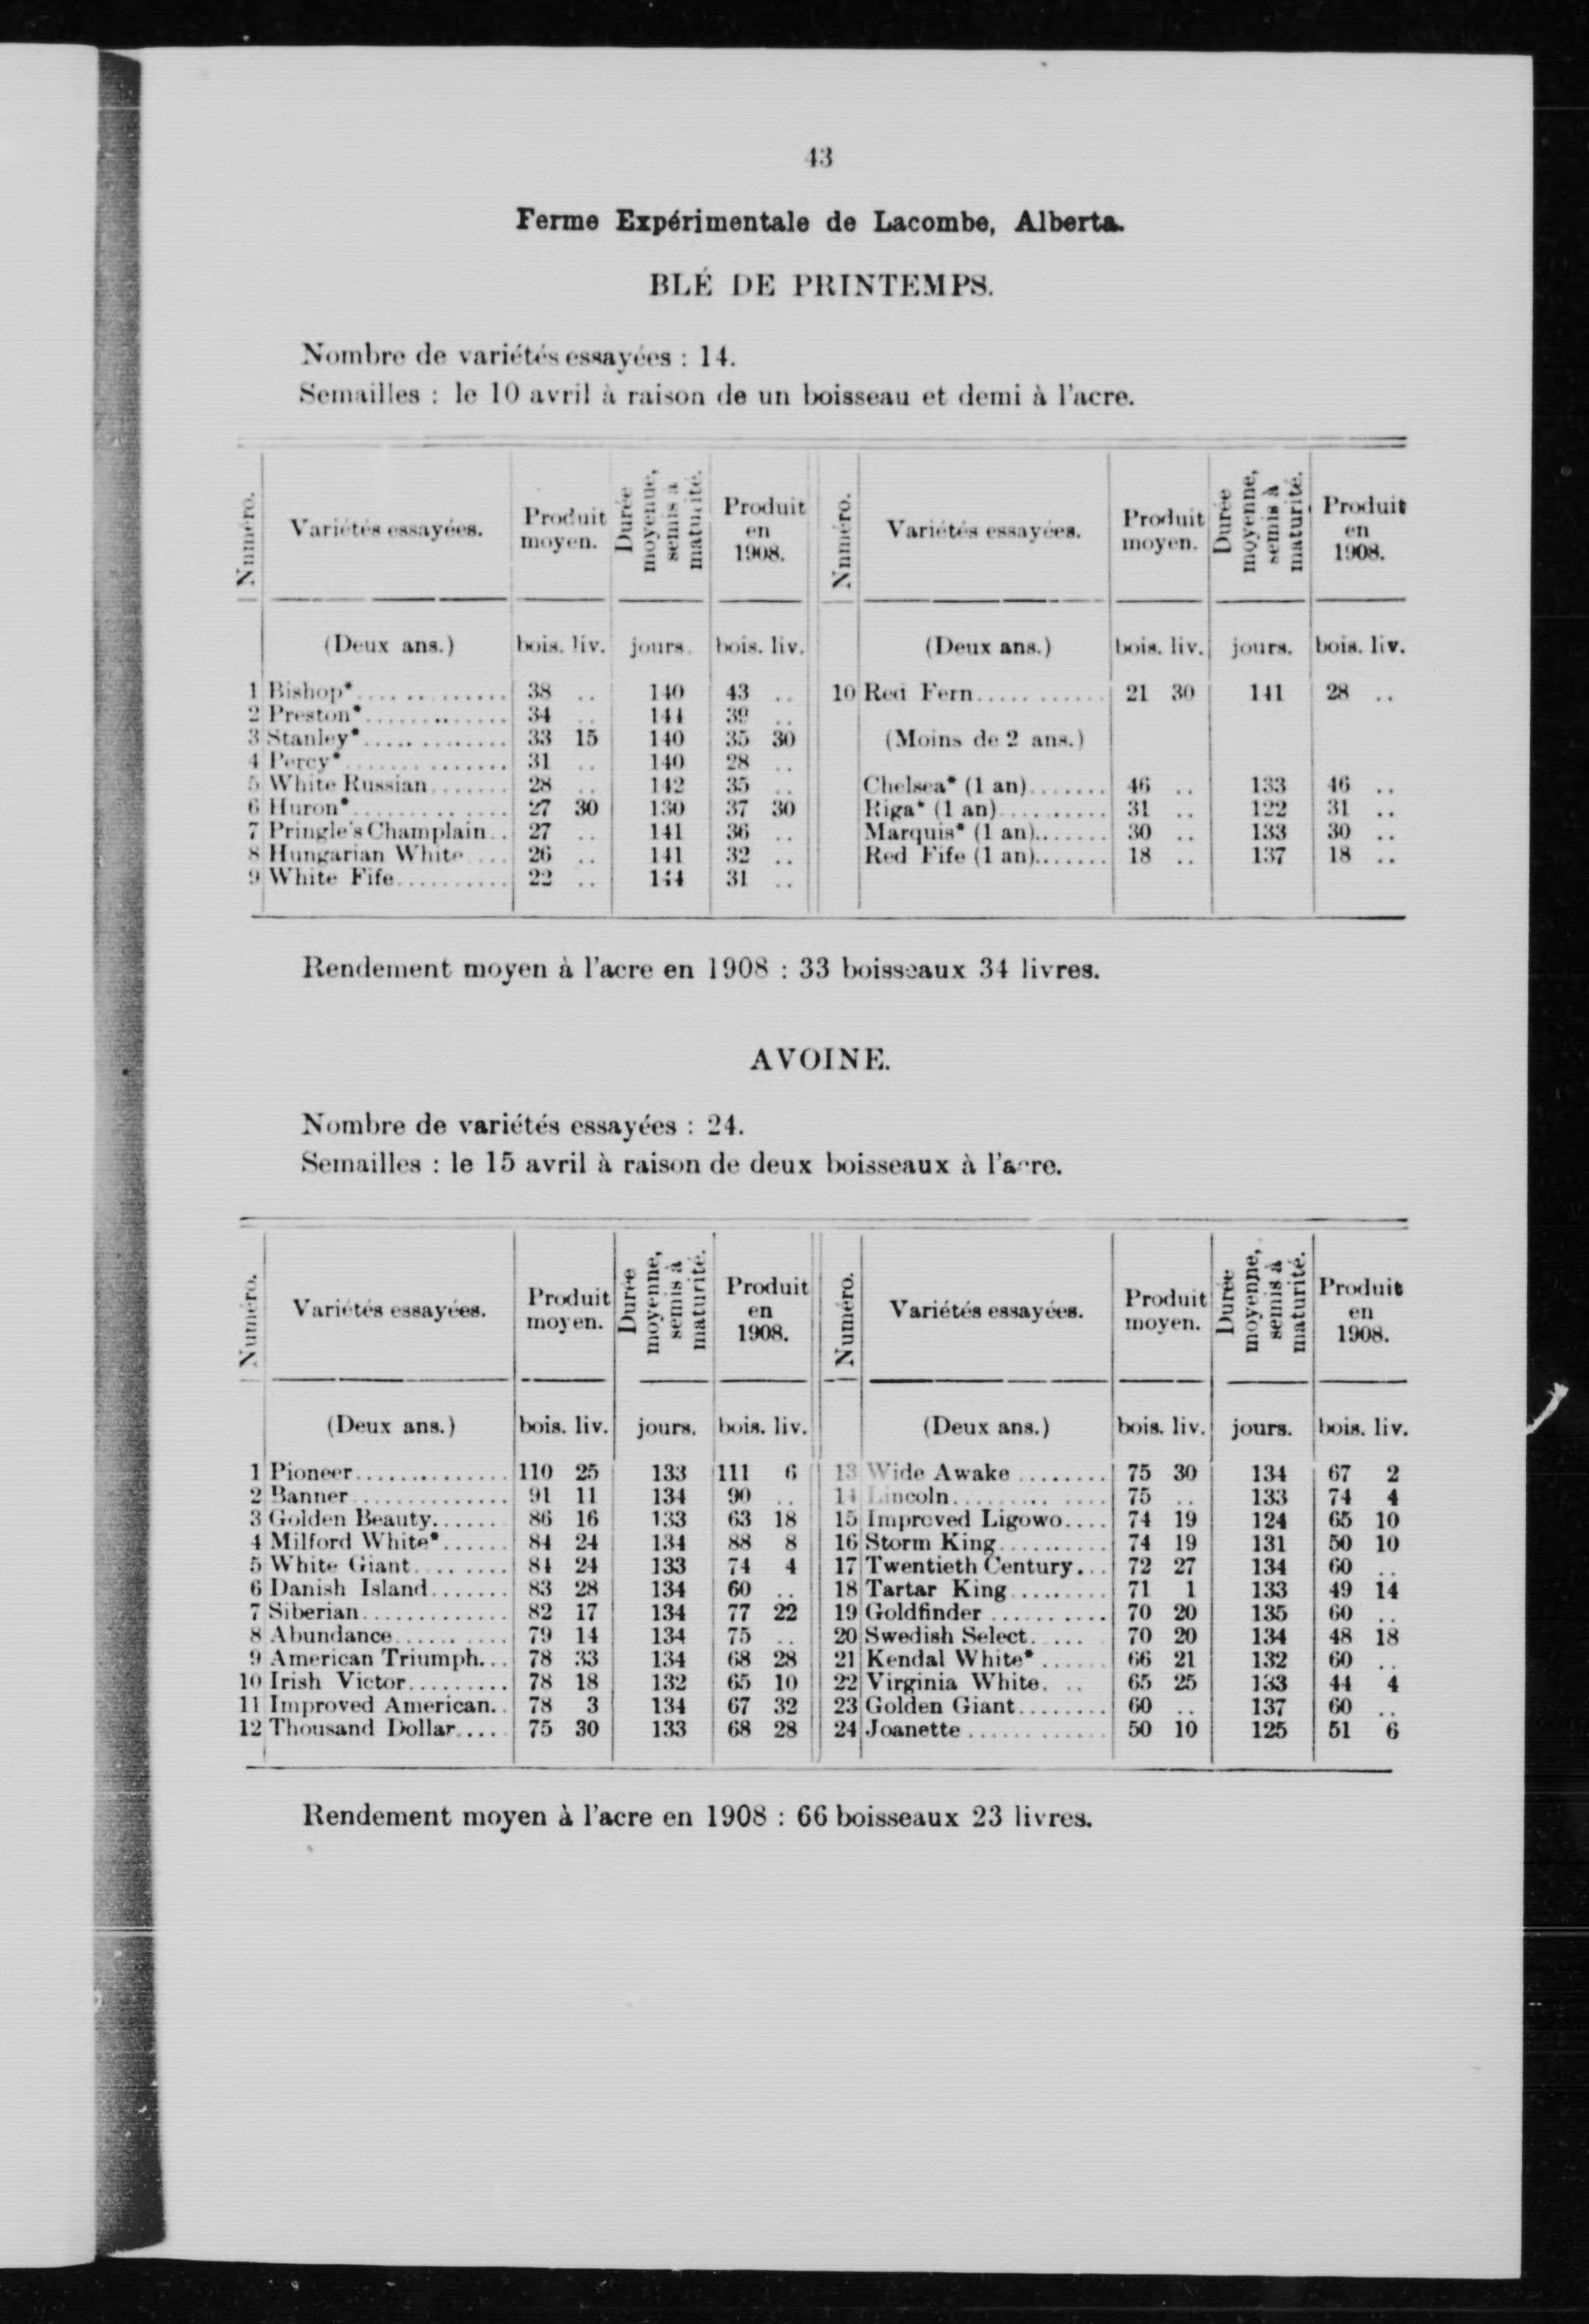 43
Ferme Expérimentale de Lacombe, Alberta.
BLÉ DE PRINTEMPS.
Nombre de variétés essayées : 14.
Semailles : le 10 avril à raison de un boisseau et demi à l'acre.
Numéro. Variétés essayées. Produit moyen. Durée moyenne, semis à maturité. Produit en 1908. Numéro. Variétés essayées. Produit moyen. Durée moyenne, semis à maturité. Produit en 1908.
(Deux ans.) bois. liv. jours. bois. liv. (Deux ans.) bois. liv. jours. bois. liv.
1 Bishop*.............. 38 .. 140 43 .. 10 Red Fern............ 21 30 141 28 ..
2 Preston*............. 34 .. 144 39 ..
3 Stanley*............. 33 15 140 35 30 (Moins de 2 ans.)
4 Percy*............... 31 .. 140 28 ..
5 White Russian....... 28 .. 142 35 .. Chelsea* (1 an)....... 46 .. 133 46 ..
6 Huron*.............. 27 30 130 37 30 Riga* (1 an).......... 31 .. 122 31 ..
7 Pringle's Champlain.. 27 .. 141 36 .. Marquis* (1 an)....... 30 .. 133 30 ..
8 Hungarian White.... 26 .. 141 32 .. Red Fife (1 an)....... 18 .. 137 18 ..
9 White Fife........... 22 .. 144 31 ..
Rendement moyen à l'acre en 1908 : 33 boisseaux 34 livres.
AVOINE.
Nombre de variétés essayées : 24.
Semailles : le 15 avril à raison de deux boisseaux à l'acre.
Numéro. Variétés essayées. Produit moyen. Durée moyenne, semis à maturité. Produit en 1908. Numéro. Variétés essayées. Produit moyen. Durée moyenne, semis à maturité. Produit en 1908.
(Deux ans.) bois. liv. jours. bois. liv. (Deux ans.) bois. liv. jours. bois. liv.
1 Pioneer.............. 110 25 133 111 6 13 Wide Awake ........ 75 30 134 67 2
2 Banner .............. 91 11 134 90 .. 14 Lincoln.............. 75 .. 133 74 4
3 Golden Beauty....... 86 16 133 63 18 15 Improved Ligowo.... 74 19 124 65 10
4 Milford White*...... 84 24 134 88 8 16 Storm King........... 74 19 131 50 10
5 White Giant......... 84 24 133 74 4 17 Twentieth Century... 72 27 134 60 ..
6 Danish Island....... 83 28 134 60 .. 18 Tartar King ......... 71 1 133 49 14
7 Siberian............. 82 17 134 77 22 19 Goldfinder .......... 70 20 135 60 ..
8 Abundance.......... 79 14 134 75 .. 20 Swedish Select..... 70 20 134 48 18
9 American Triumph... 78 33 134 68 28 21 Kendal White* ...... 66 21 132 60 ..
10 Irish Victor.......... 78 18 132 65 10 22 Virginia White. .. 65 25 133 44 4
11 Improved American.. 78 3 134 67 32 23 Golden Giant........ 60 .. 137 60 ..
12 Thousand Dollar.... 75 30 133 68 28 24 Joanette ............ 50 10 125 51 6
Rendement moyen à l'acre en 1908 : 66 boisseaux 23 livres.